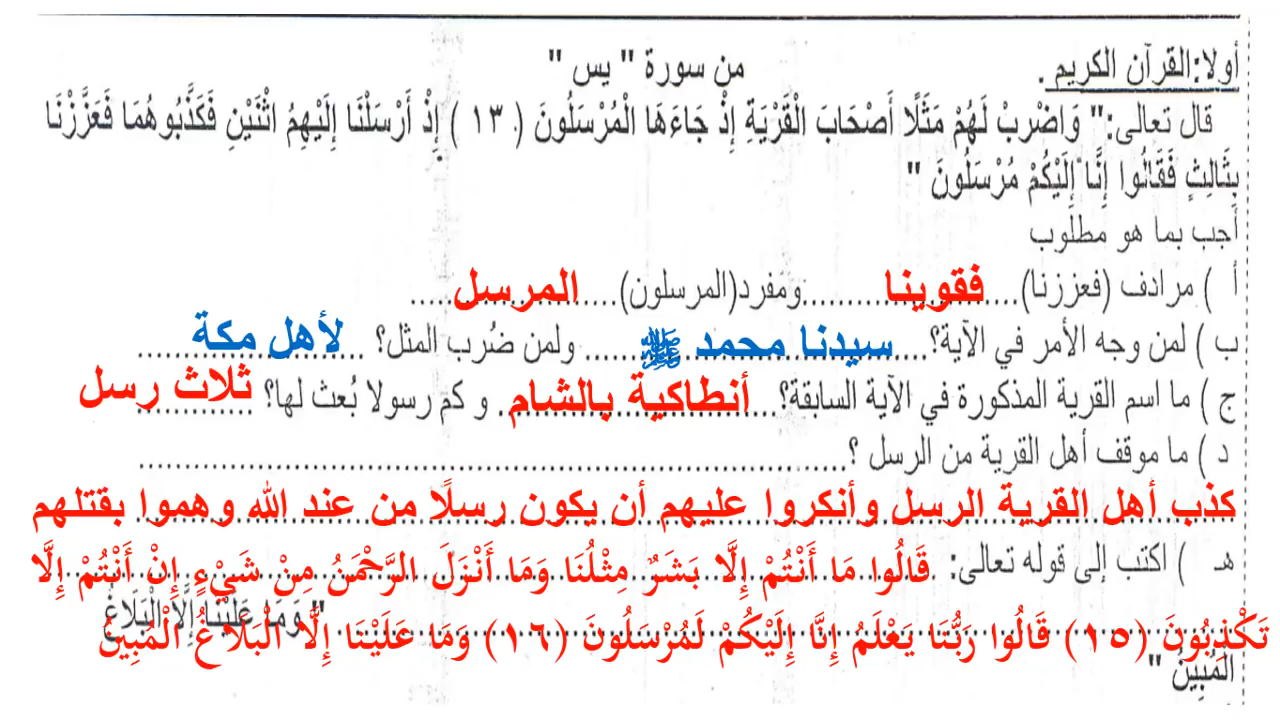 أولا: القرآن الكريم .
من سورة " يس "
قال تعالى:" وَاضْرِبْ لَهُمْ مَثَلًا أَصْحَابَ الْقَرْيَةِ إِذْ جَاءَهَا الْمُرْسَلُونَ ( ١٣ ) إِذْ أَرْسَلْنَا إِلَيْهِمُ اثْنَيْنِ فَكَذَّبُوهُمَا فَعَزَّزْنَا
بِثَالِثٍ فَقَالُوا إِنَّا إِلَيْكُمْ مُرْسَلُونَ "
أجب بما هو مطلوب
أ ) مرادف (فعززنا)..... فقوينا .....ومفرد(المرسلون)..... المرسل .....
ب ) لمن وجه الأمر في الآية؟..... سيدنا محمد ﷺ ..... ولمن ضُرب المثل؟ ..... لأهل مكة .....
ج ) ما اسم القرية المذكورة في الآية السابقة؟..... أنطاكية بالشام ..... و كم رسولا بُعث لها؟ ..... ثلاث رسل
د ) ما موقف أهل القرية من الرسل ؟.....
كذب أهل القرية الرسل وأنكروا عليهم أن يكون رسلًا من عند الله وهموا بقتلهم
هـ ) اكتب إلى قوله تعالى: قَالُوا مَا أَنْتُمْ إِلَّا بَشَرٌ مِثْلُنَا وَمَا أَنْزَلَ الرَّحْمَنُ مِنْ شَيْءٍ إِنْ أَنْتُمْ إِلَّا
تَكْذِبُونَ (١٥) قَالُوا رَبُّنَا يَعْلَمُ إِنَّا إِلَيْكُمْ لَمُرْسَلُونَ (١٦) وَمَا عَلَيْنَا إِلَّا الْبَلَاغُ الْمُبِينُ
" وَمَا عَلَيْنَا إِلَّا الْبَلَاغُ
الْمُبِينُ "